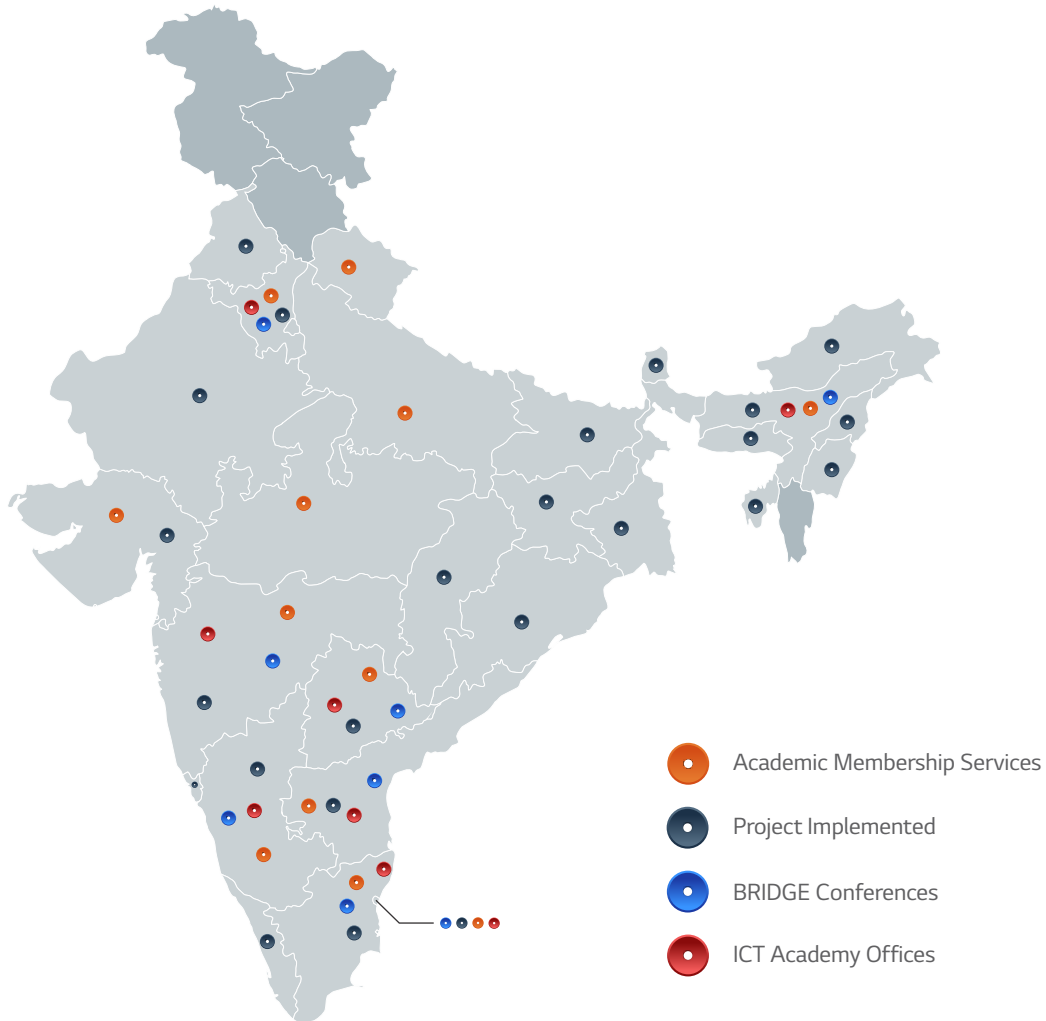 Academic Membership Services
Project Implemented
BRIDGE Conferences
ICT Academy Offices